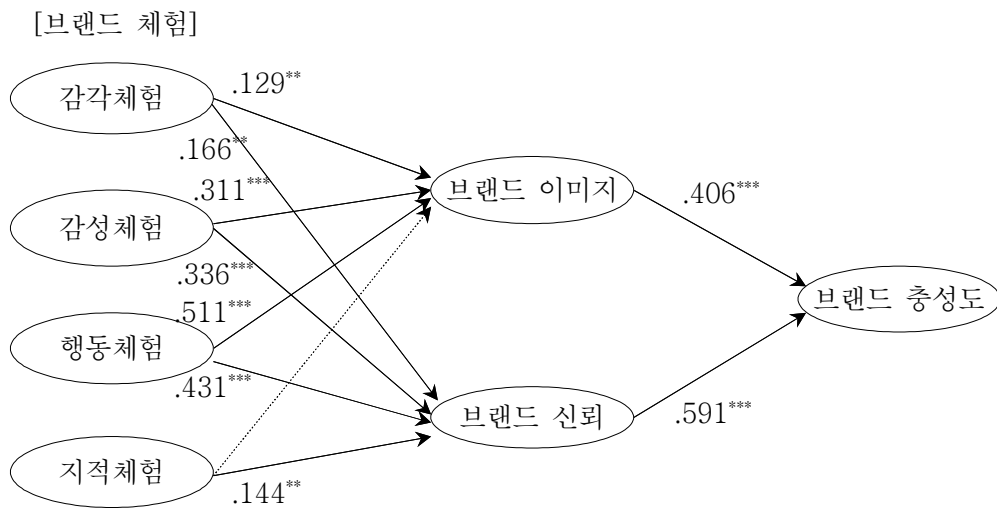 [브랜드 체험]
감각체험
.129**
.166**
.311***
브랜드 이미지
.406***
감성체험
.336***
.511***
브랜드 충성도
행동체험
.431***
브랜드 신뢰
.591***
지적체험
.144**